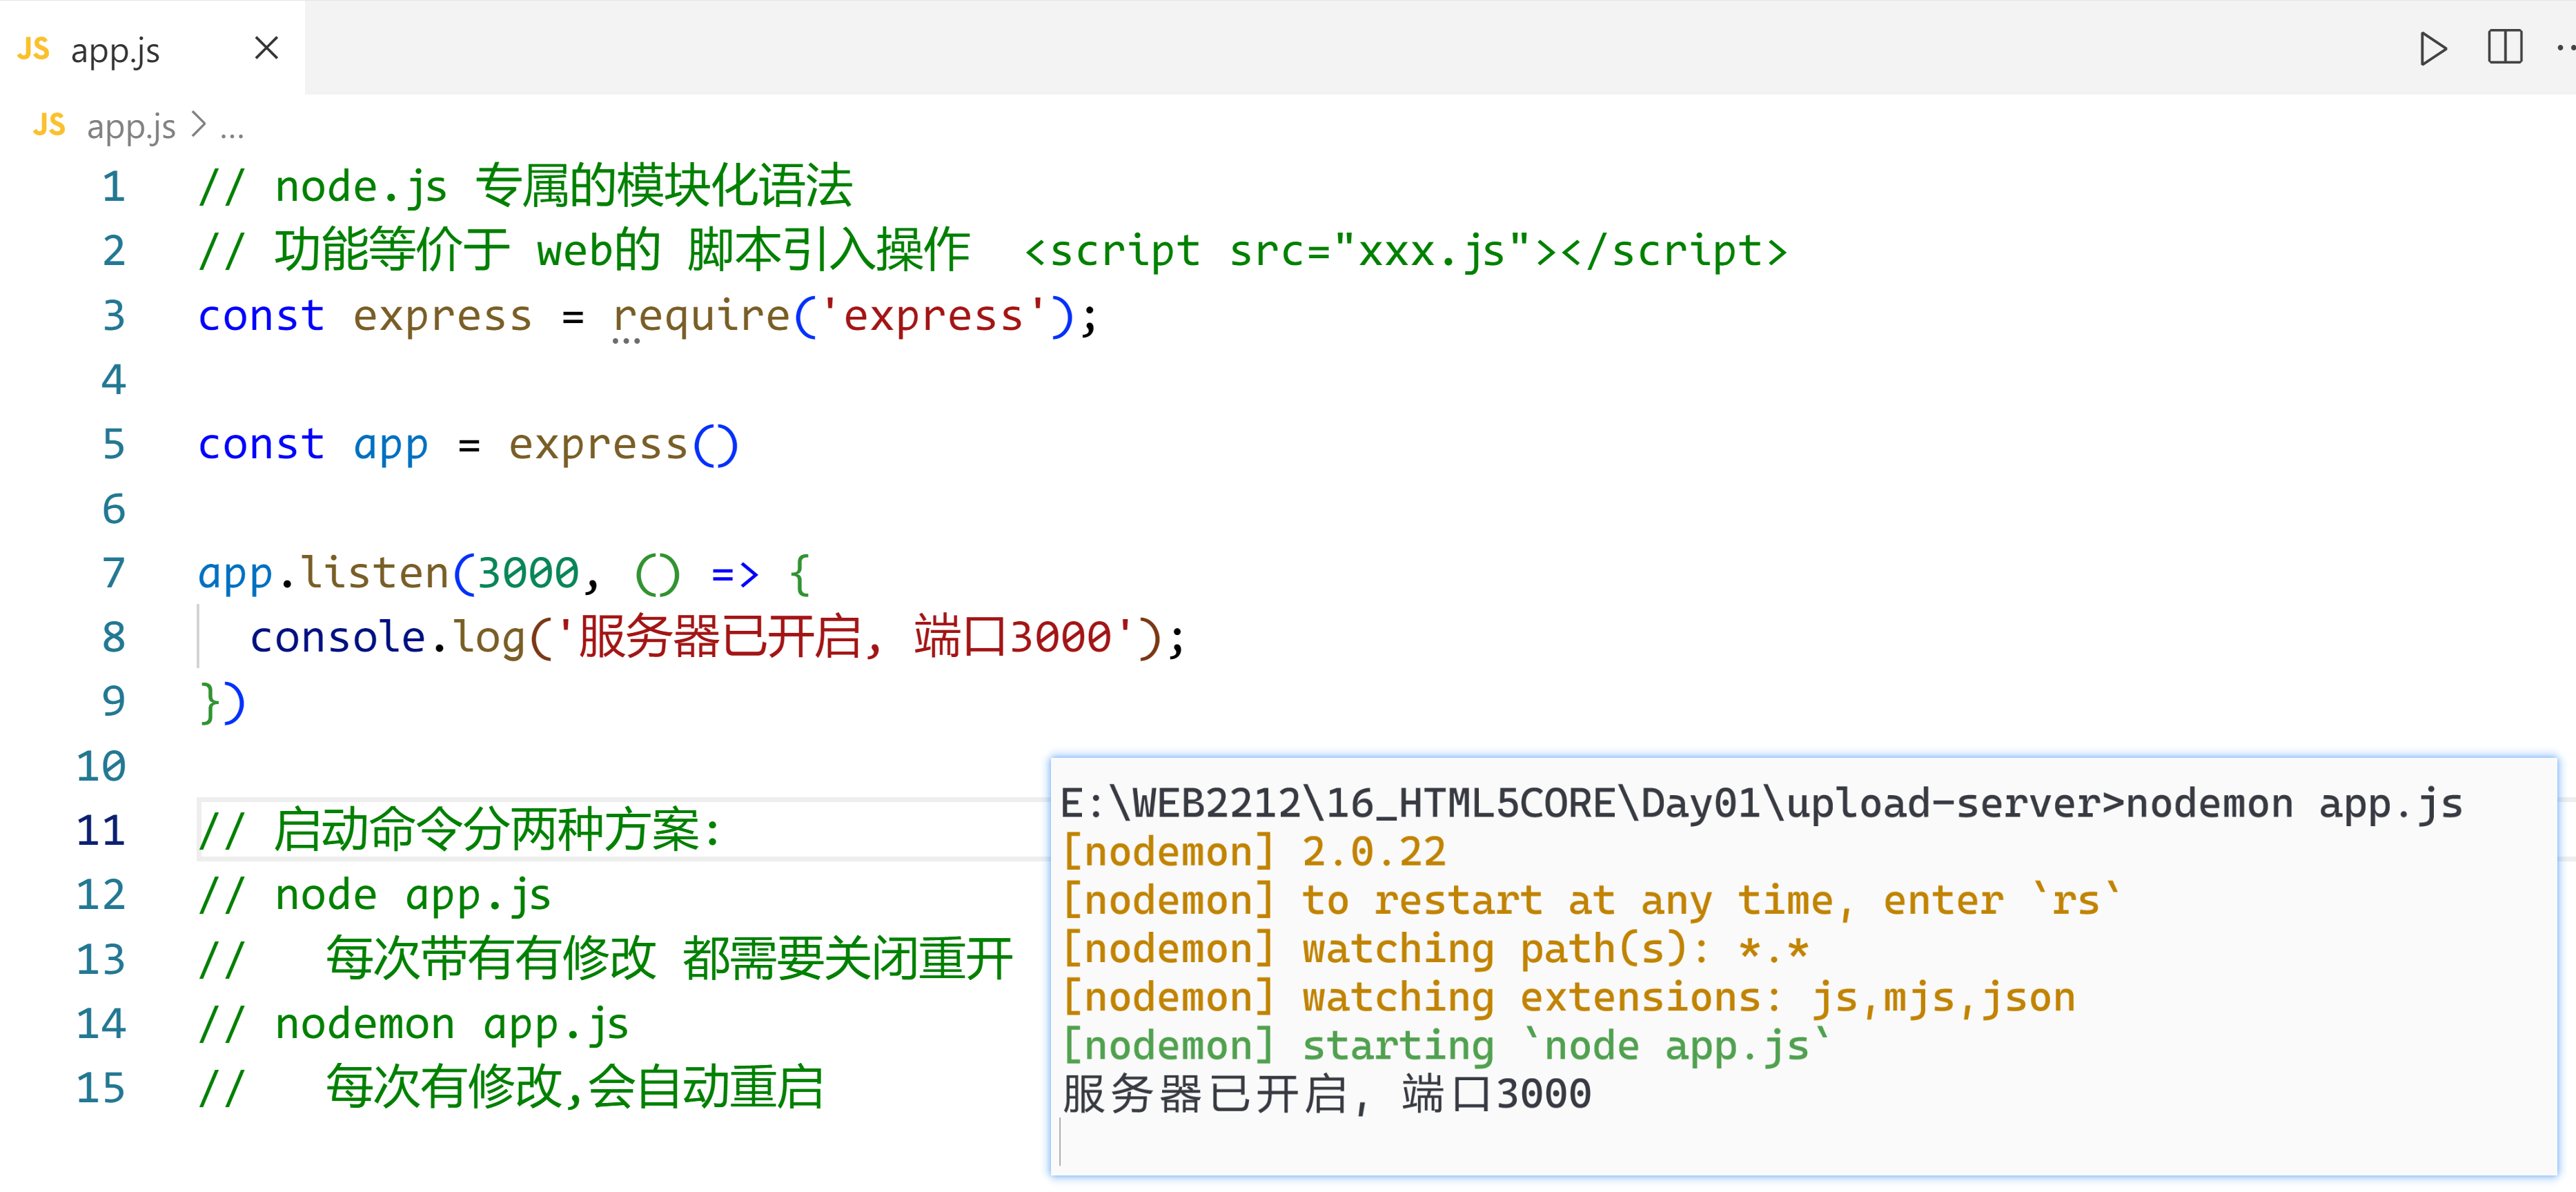 JS app.js
JS app.js > ...
1 // node.js 专属的模块化语法
2 // 功能等价于 web的 脚本引入操作  <script src="xxx.js"></script>
3 const express = require('express');
4
5 const app = express()
6
7 app.listen(3000, () => {
8   console.log('服务器已开启, 端口3000');
9 })
10
11 // 启动命令分两种方案:
12 // node app.js
13 //   每次带有有修改 都需要关闭重开
14 // nodemon app.js
15 //   每次有修改,会自动重启
E:\WEB2212\16_HTML5CORE\Day01\upload-server>nodemon app.js
[nodemon] 2.0.22
[nodemon] to restart at any time, enter `rs`
[nodemon] watching path(s): *.*
[nodemon] watching extensions: js,mjs,json
[nodemon] starting `node app.js`
服务器已开启, 端口3000